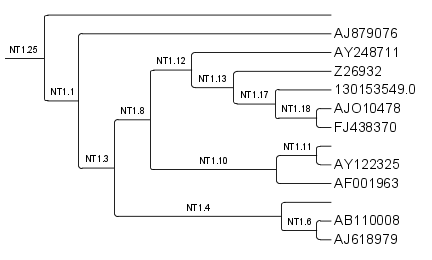 AJ879076
NT1.25
AY248711
NT1.12
Z26932
NT1.13
130153549.0
NT1.1
NT1.17
AJO10478
NT1.8
NT1.18
FJ438370
NT1.11
NT1.3
NT1.10
AY122325
AF001963
NT1.4
AB110008
NT1.6
AJ618979